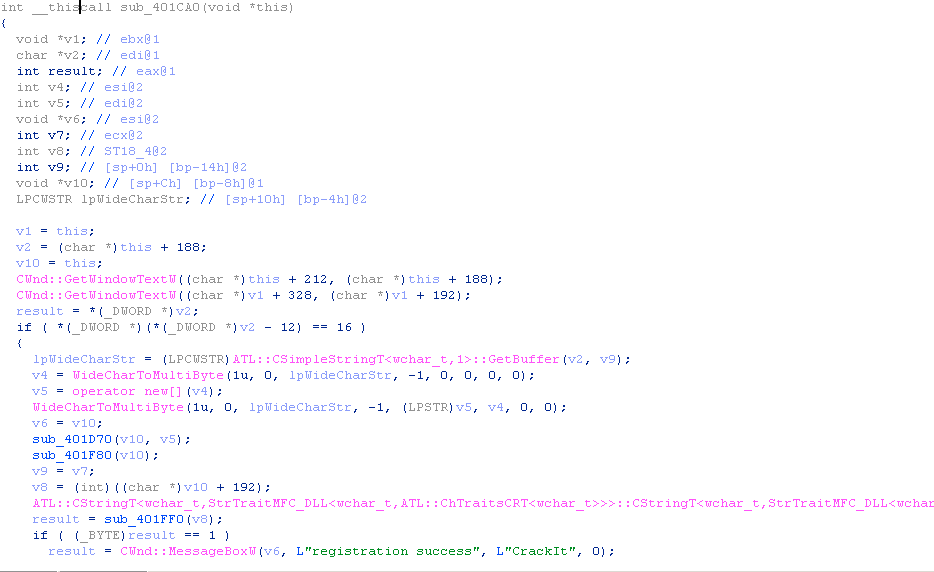 int __thiscall sub_401CA0(void *this)
{
void *v1; // ebx@1
char *v2; // edi@1
int result; // eax@1
int v4; // esi@2
int v5; // edi@2
void *v6; // esi@2
int v7; // ecx@2
int v8; // ST18_4@2
int v9; // [sp+0h] [bp-14h]@2
void *v10; // [sp+Ch] [bp-8h]@1
LPCWSTR lpWideCharStr; // [sp+10h] [bp-4h]@2
v1 = this;
v2 = (char *)this + 188;
v10 = this;
CWnd::GetWindowTextW((char *)this + 212, (char *)this + 188);
CWnd::GetWindowTextW((char *)v1 + 328, (char *)v1 + 192);
result = *(_DWORD *)v2;
if ( *(_DWORD *)(*(_DWORD *)v2 - 12) == 16 )
{
lpWideCharStr = (LPCWSTR)ATL::CSimpleStringT<wchar_t,1>::GetBuffer(v2, v9);
v4 = WideCharToMultiByte(1u, 0, lpWideCharStr, -1, 0, 0, 0, 0);
v5 = operator new[](v4);
WideCharToMultiByte(1u, 0, lpWideCharStr, -1, (LPSTR)v5, v4, 0, 0);
v6 = v10;
sub_401D70(v10, v5);
sub_401F80(v10);
v9 = v7;
v8 = (int)((char *)v10 + 192);
ATL::CStringT<wchar_t,StrTraitMFC_DLL<wchar_t,ATL::ChTraitsCRT<wchar_t>>>::CStringT<wchar_t,StrTraitMFC_DLL<wchar
result = sub_401FF0(v8);
if ( (_BYTE)result == 1 )
result = CWnd::MessageBoxW(v6, L"registration success", L"CrackIt", 0);